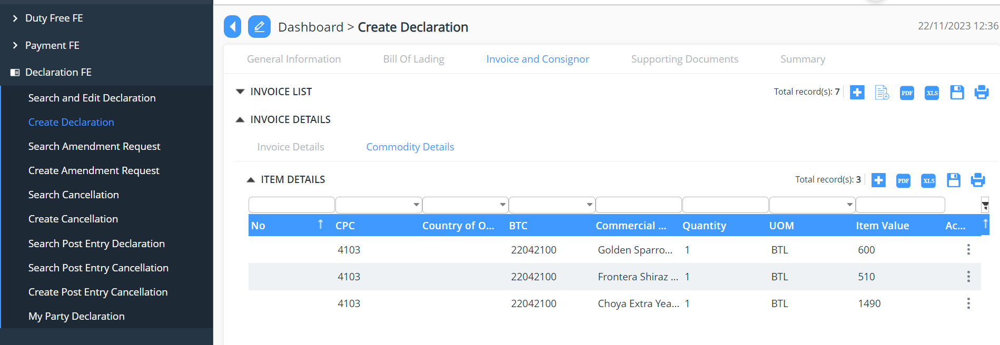 Duty Free FE
Payment FE
Declaration FE
Search and Edit Declaration
Create Declaration
Search Amendment Request
Create Amendment Request
Search Cancellation
Create Cancellation
Search Post Entry Declaration
Search Post Entry Cancellation
Create Post Entry Cancellation
My Party Declaration
Dashboard > Create Declaration
22/11/2023 12:36
General Information Bill Of Lading Invoice and Consignor Supporting Documents Summary
INVOICE LIST Total record(s): 7 PDF XLS
INVOICE DETAILS
Invoice Details Commodity Details
ITEM DETAILS Total record(s): 3 PDF XLS
No CPC Country of O... BTC Commercial ... Quantity UOM Item Value Ac...
4103 22042100 Golden Sparro... 1 BTL 600
4103 22042100 Frontera Shiraz ... 1 BTL 510
4103 22042100 Choya Extra Yea... 1 BTL 1490